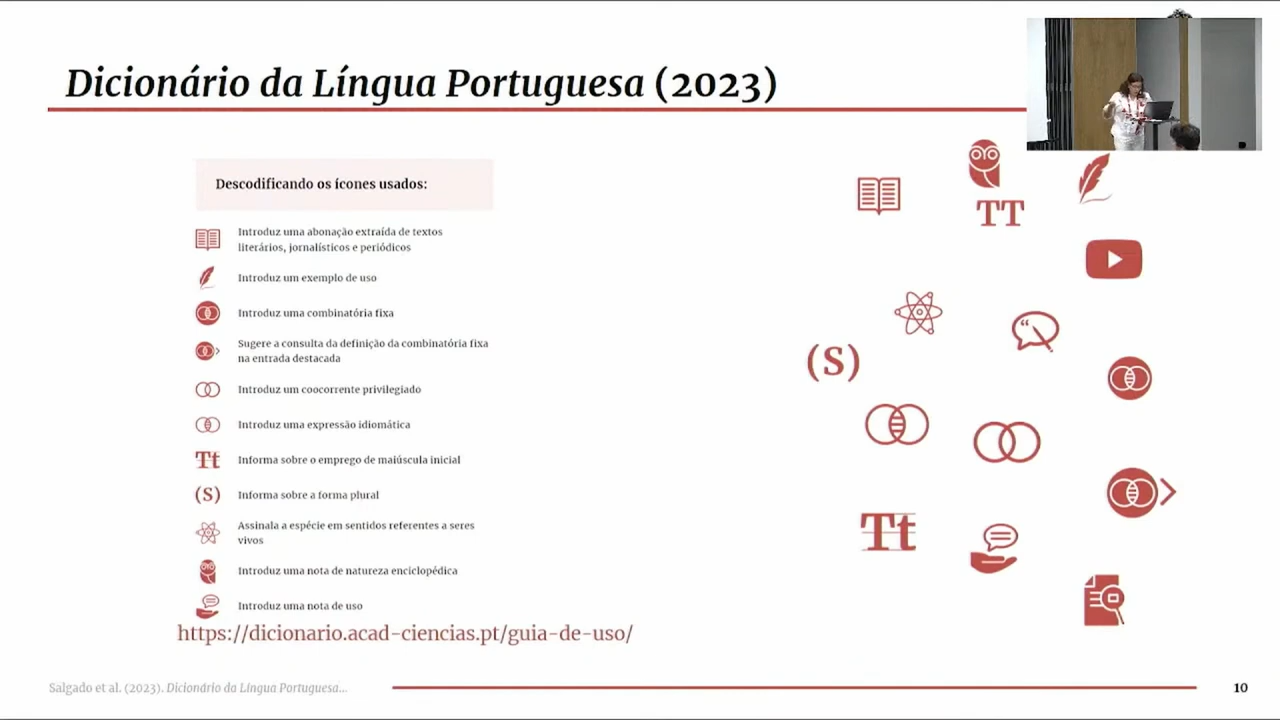 Dicionário da Língua Portuguesa (2023)
Descodificando os ícones usados:
Introduz uma abonação extraída de textos
literários, jornalísticos e periódicos
Introduz um exemplo de uso
Introduz uma combinatória fixa
Sugere a consulta da definição da combinatória fixa
na entrada destacada
Introduz um coocorrente privilegiado
Introduz uma expressão idiomática
Tt Informa sobre o emprego de maiúscula inicial
(S) Informa sobre a forma plural
Assinala a espécie em sentidos referentes a seres
vivos
Introduz uma nota de natureza enciclopédica
Introduz uma nota de uso
https://dicionario.acad-ciencias.pt/guia-de-uso/
TT
(S)
Tt
Salgado et al. (2023). Dicionário da Língua Portuguesa...
10